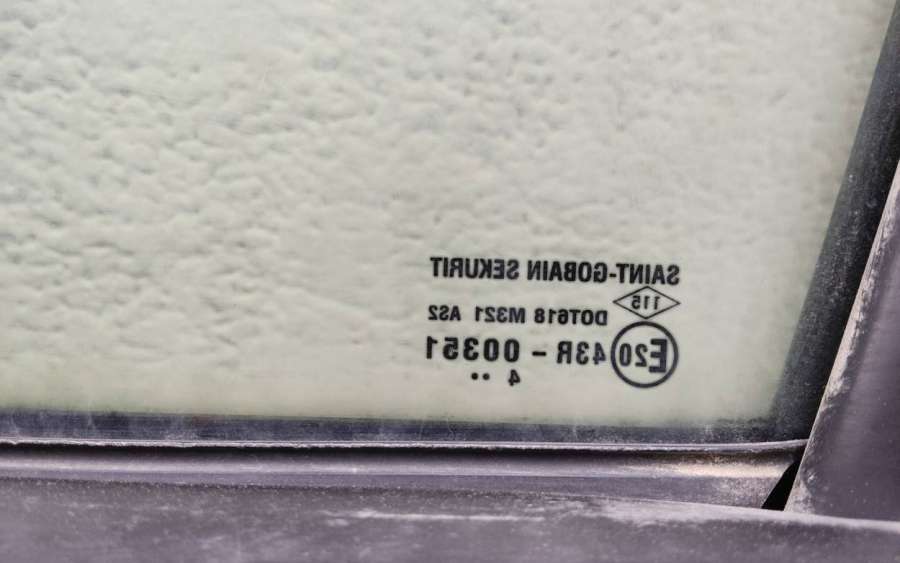 SAINT-GOBAIN SEKURIT
115
DOT618 M321 AS2
E20 43R - 00351
4 ••